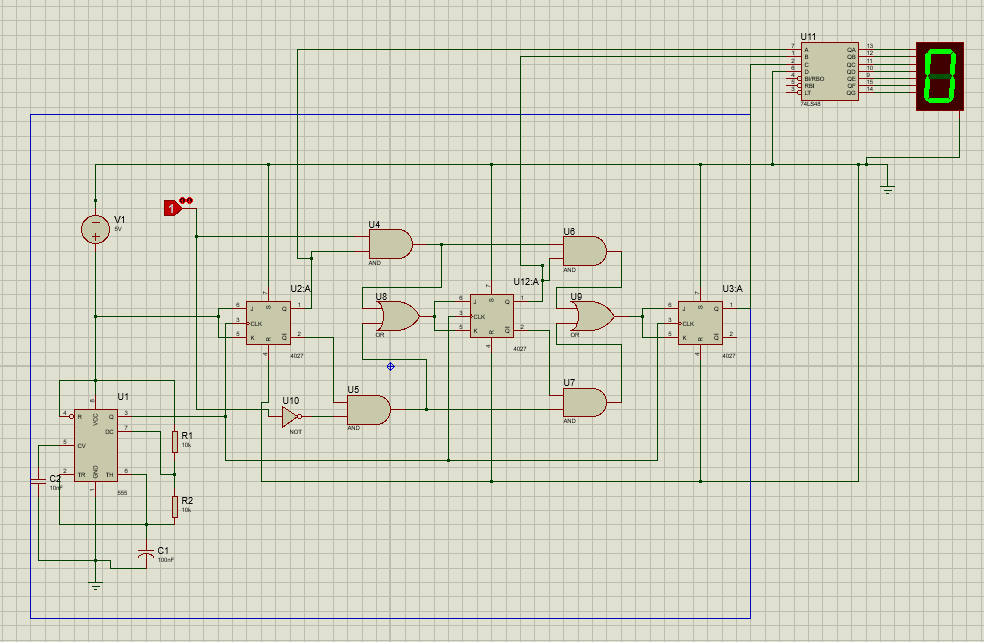 U11
7 A QA 13
1 B QB 12
2 C QC 11
6 D QD 10
4 BI/RBO QE 9
5 RBI QF 15
3 LT QG 14
74LS48
0
V1
5V
1
U4
AND
U6
AND
U2:A
6 J S Q 1
3 CLK
5 K R Q 2
7
4
4027
U8
OR
U12:A
6 J S Q 1
3 CLK
5 K R Q 2
7
4
4027
U9
OR
U3:A
6 J S Q 1
3 CLK
5 K R Q 2
7
4
4027
U10
NOT
U5
AND
U7
AND
U1
8
VCC
4 R Q 3
DC 7
5 CV
2 TR GND TH 6
1
555
R1
10k
R2
10k
C2
10nF
C1
100nF